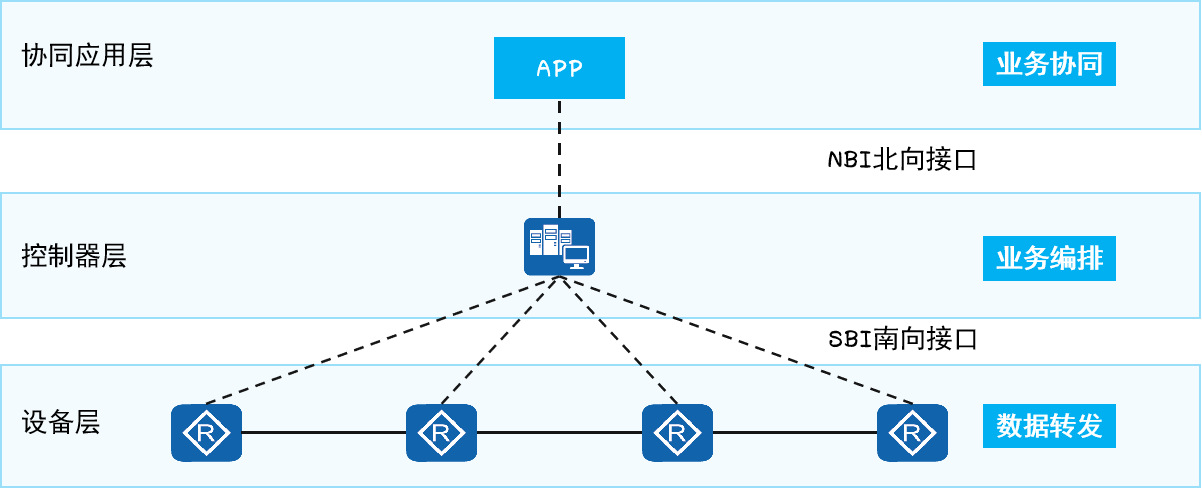 协同应用层
APP
业务协同
NBI北向接口
控制器层
业务编排
SBI南向接口
设备层
R
R
R
R
数据转发